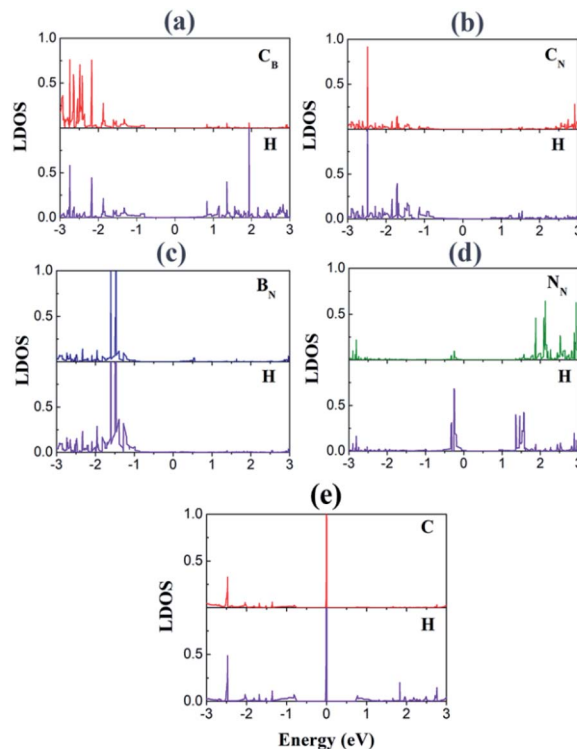 (a) (b)
1.0 C_B 1.0 C_N
LDOS 0.5 LDOS 0.5
H H
0.5 0.5
0.0 0.0
-3 -2 -1 0 1 2 3 -3 -2 -1 0 1 2 3
(c) (d)
1.0 B_N 1.0 N_N
LDOS 0.5 LDOS 0.5
H H
0.5 0.5
0.0 0.0
-3 -2 -1 0 1 2 3 -3 -2 -1 0 1 2 3
(e)
1.0 C
LDOS 0.5
H
0.5
0.0
-3 -2 -1 0 1 2 3
Energy (eV)